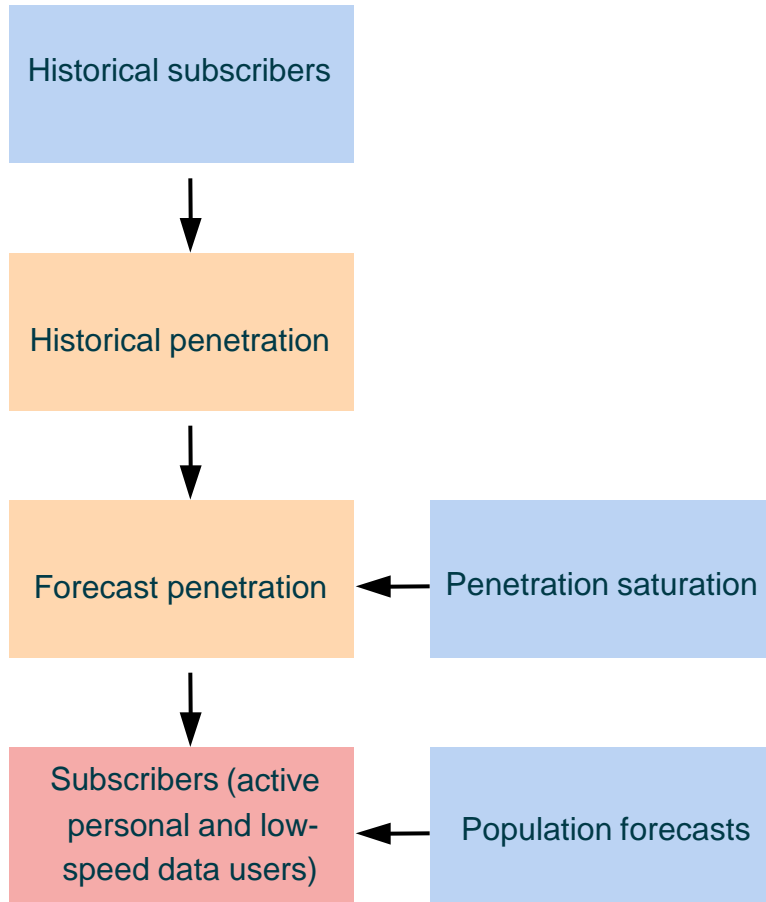 Historical subscribers
Historical penetration
Forecast penetration
Penetration saturation
Subscribers (active
personal and low-
speed data users)
Population forecasts